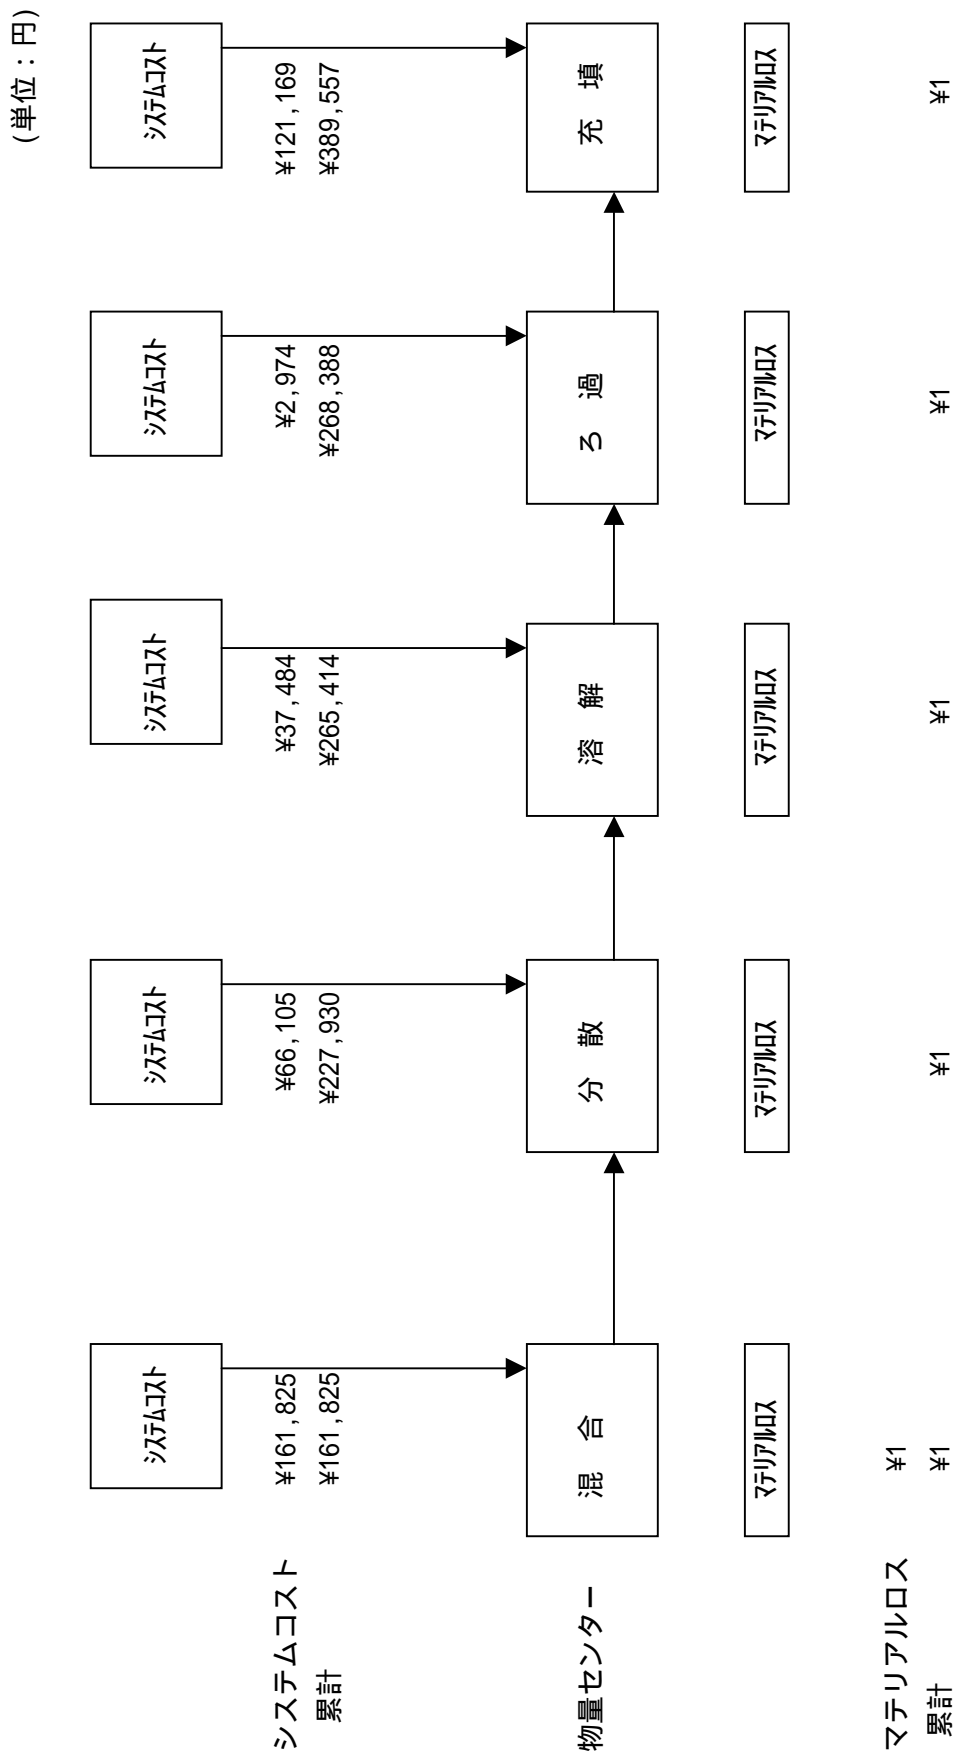 (単位：円)
システムコスト システムコスト システムコスト システムコスト システムコスト
システムコスト ¥161,825 ¥66,105 ¥37,484 ¥2,974 ¥121,169
累計 ¥161,825 ¥227,930 ¥265,414 ¥268,388 ¥389,557
物量センター 混合 分散 溶解 ろ過 充填
マテリアルロス マテリアルロス マテリアルロス マテリアルロス マテリアルロス
マテリアルロス ¥1
累計 ¥1 ¥1 ¥1 ¥1 ¥1